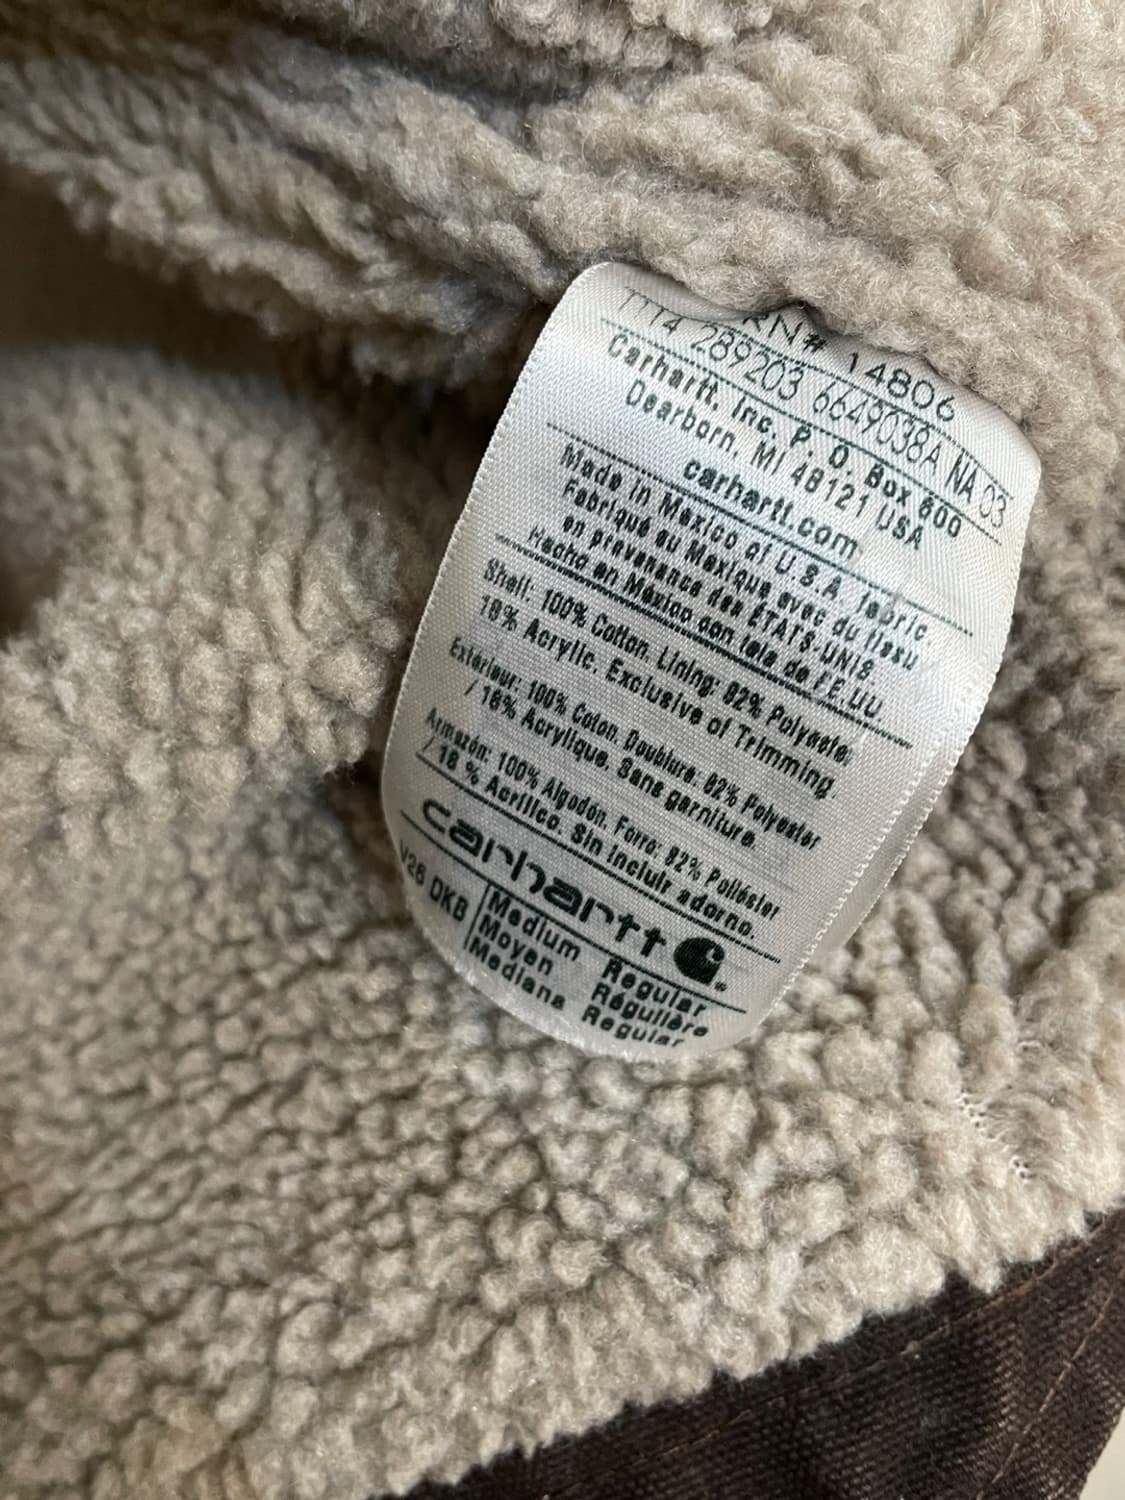 RN# 14806
TT14 289203 6649038A NA 03
Carhartt, Inc. P. O. Box 600
Dearborn, MI 48121 USA
carhartt.com
Made in Mexico of U.S.A. fabric.
Fabriqué au Mexique avec du tissu
en provenance des ÉTATS-UNIS
Hecho en México con tela de EE.UU.
Shell: 100% Cotton. Lining: 82% Polyester,
18% Acrylic. Exclusive of Trimming.
Extérieur: 100% Coton. Doublure: 82% Polyester
/ 18% Acrylique. Sans garniture.
Armazón: 100% Algodón. Forro: 82% Poliéster
/ 18 % Acrílico. Sin incluir adorno.
carhartt
V26 DKB Medium Regular
Moyen Régulière
Mediana Regular